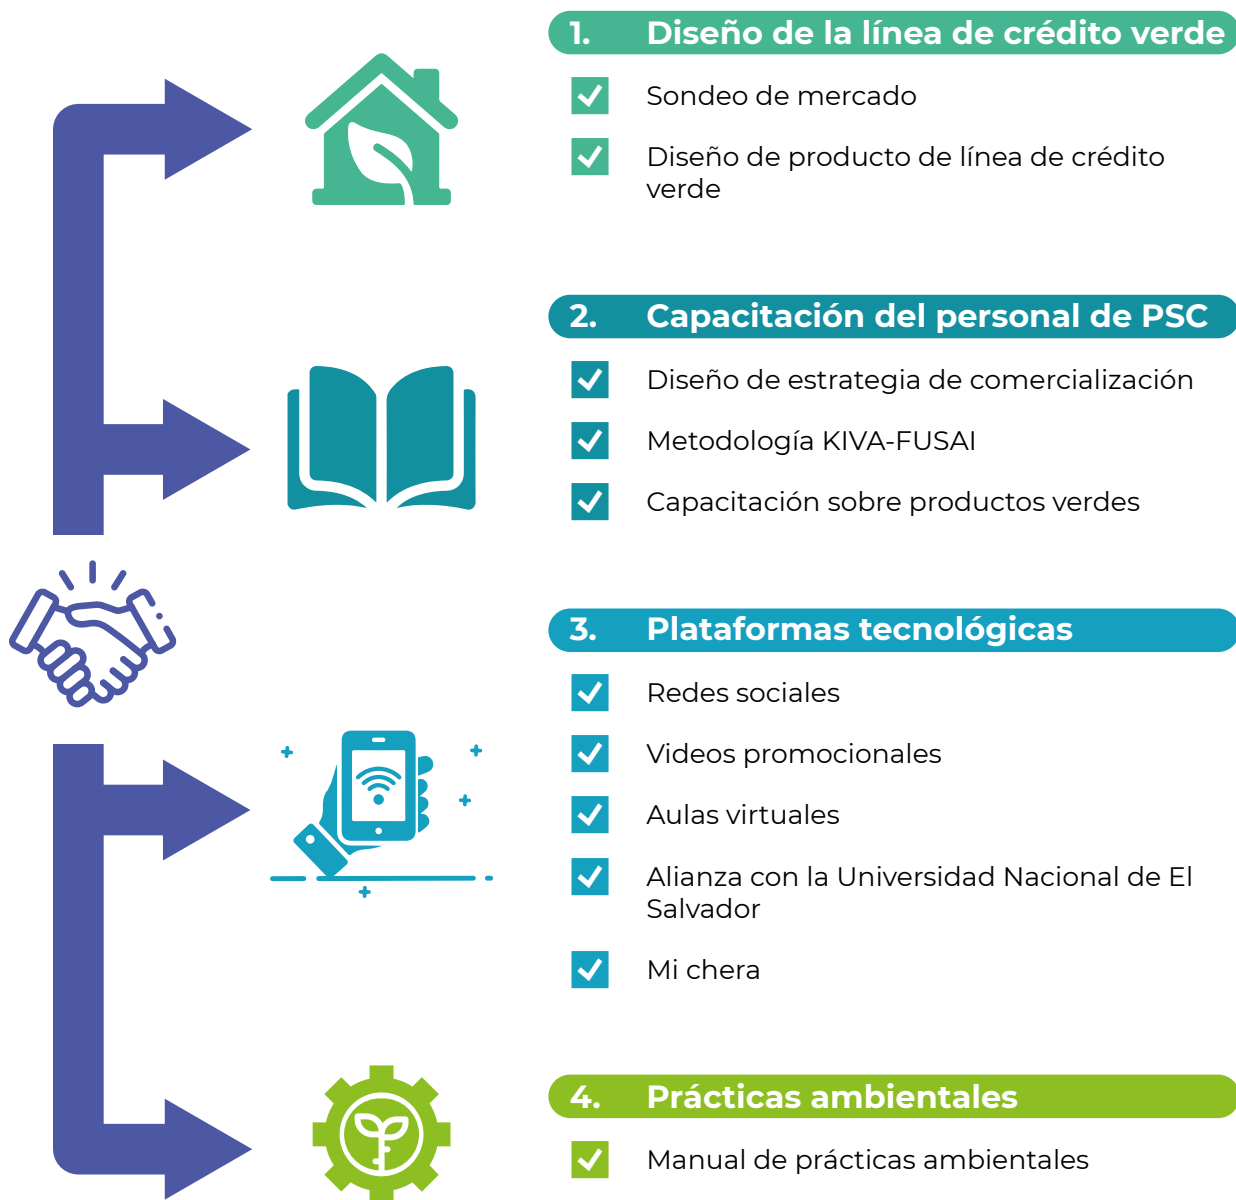 1. Diseño de la línea de crédito verde
Sondeo de mercado
Diseño de producto de línea de crédito
verde
2. Capacitación del personal de PSC
Diseño de estrategia de comercialización
Metodología KIVA-FUSAI
Capacitación sobre productos verdes
3. Plataformas tecnológicas
Redes sociales
Videos promocionales
Aulas virtuales
Alianza con la Universidad Nacional de El
Salvador
Mi chera
4. Prácticas ambientales
Manual de prácticas ambientales